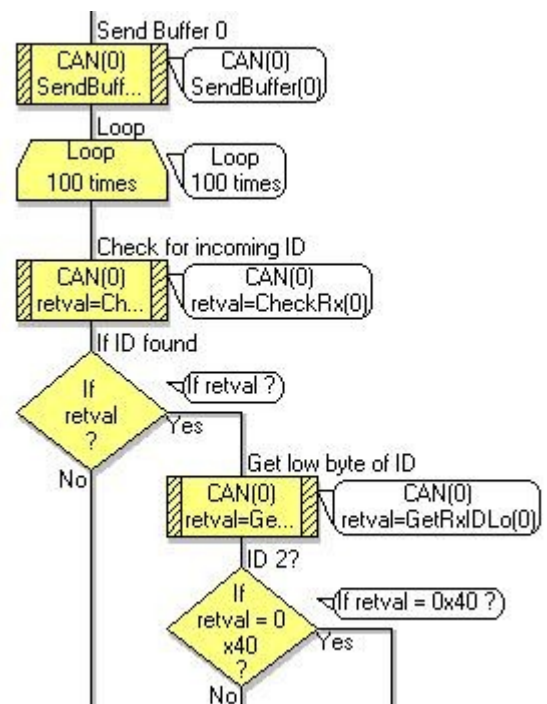 Send Buffer 0
CAN(0)
SendBuff...
CAN(0)
SendBuffer(0)
Loop
Loop
100 times
Loop
100 times
Check for incoming ID
CAN(0)
retval=Ch...
CAN(0)
retval=CheckRx(0)
If ID found
If
retval
?
If retval ?
Yes
No
Get low byte of ID
CAN(0)
retval=Ge...
CAN(0)
retval=GetRxIDLo(0)
ID 2?
If
retval = 0
x40
?
If retval = 0x40 ?
Yes
No